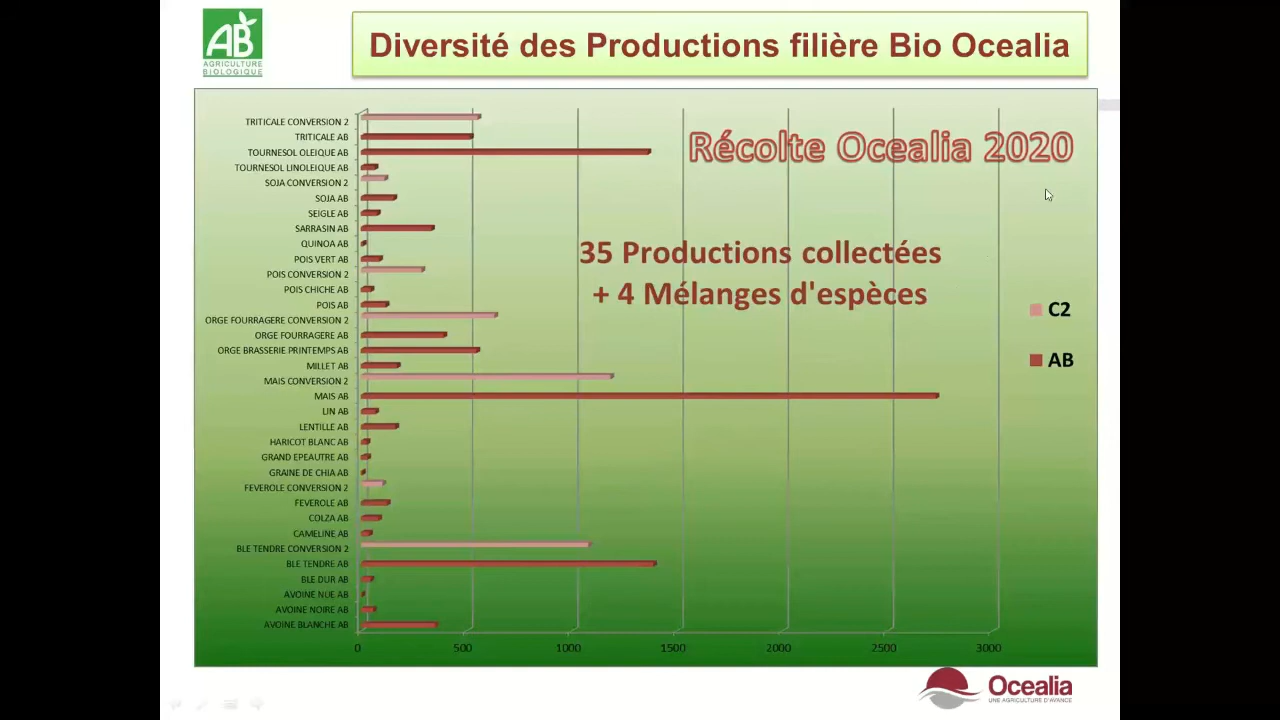 AB
AGRICULTURE
BIOLOGIQUE
Diversité des Productions filière Bio Ocealia
Récolte Ocealia 2020
35 Productions collectées
+ 4 Mélanges d'espèces
TRITICALE CONVERSION 2
TRITICALE AB
TOURNESOL OLEIQUE AB
TOURNESOL LINOLEIQUE AB
SOJA CONVERSION 2
SOJA AB
SEIGLE AB
SARRASIN AB
QUINOA AB
POIS VERT AB
POIS CONVERSION 2
POIS CHICHE AB
POIS AB
ORGE FOURRAGERE CONVERSION 2
ORGE FOURRAGERE AB
ORGE BRASSERIE PRINTEMPS AB
MILLET AB
MAIS CONVERSION 2
MAIS AB
LIN AB
LENTILLE AB
HARICOT BLANC AB
GRAND EPEAUTRE AB
GRAINE DE CHIA AB
FEVEROLE CONVERSION 2
FEVEROLE AB
COLZA AB
CAMELINE AB
BLE TENDRE CONVERSION 2
BLE TENDRE AB
BLE DUR AB
AVOINE NUE AB
AVOINE NOIRE AB
AVOINE BLANCHE AB
0 500 1000 1500 2000 2500 3000
C2
AB
Ocealia
UNE AGRICULTURE D'AVANCE